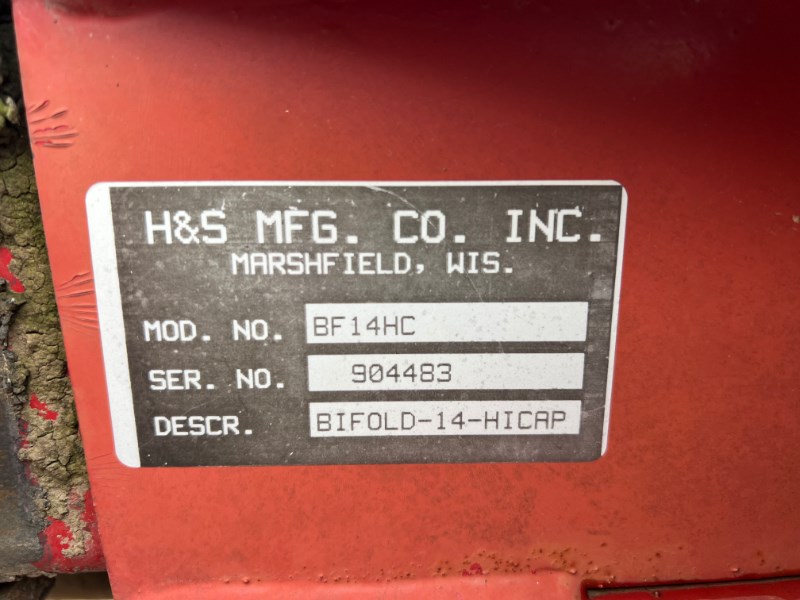 H&S MFG. CO. INC.
MARSHFIELD, WIS.
MOD. NO. BF14HC
SER. NO. 904483
DESCR. BIFOLD-14-HICAP